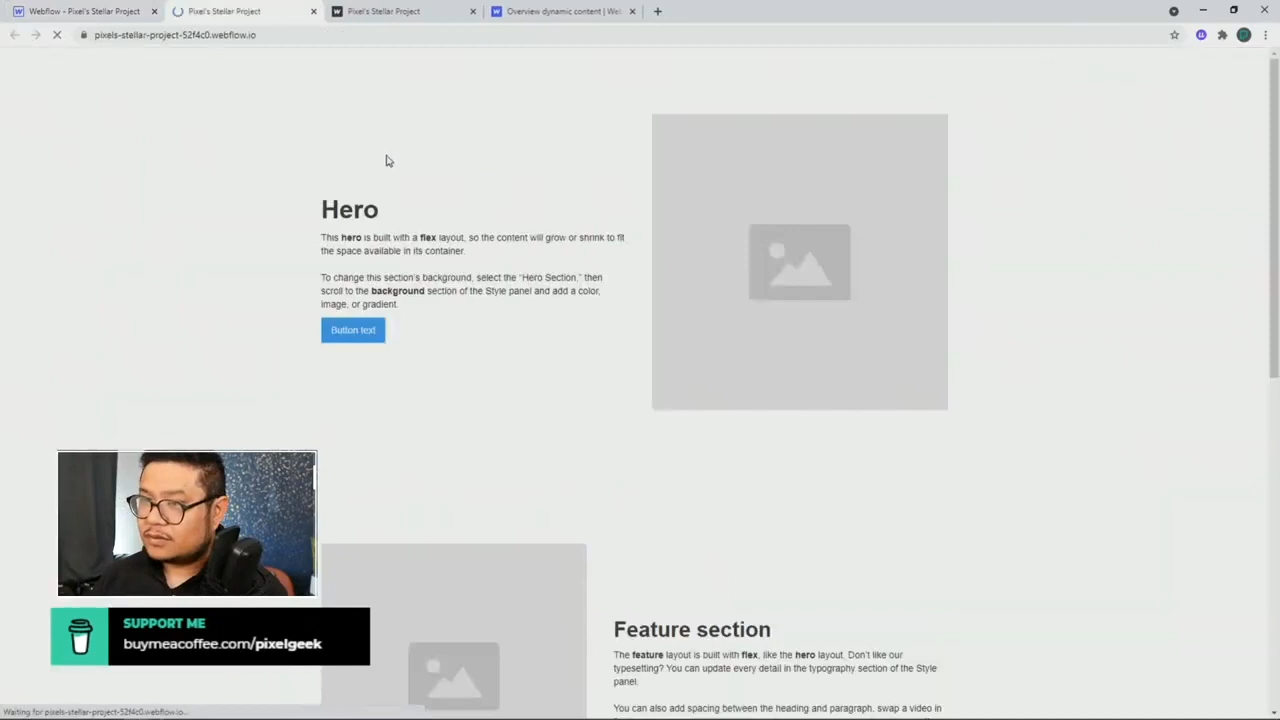 Webflow - Pixel's Stellar Project
Pixel's Stellar Project
Pixel's Stellar Project
Overview dynamic content | Web
pixels-stellar-project-52f4c0.webflow.io
Hero
This hero is built with a flex layout, so the content will grow or shrink to fit
the space available in its container.
To change this section's background, select the “Hero Section,” then
scroll to the background section of the Style panel and add a color,
image, or gradient.
Button text
SUPPORT ME
buymeacoffee.com/pixelgeek
Feature section
The feature layout is built with flex, like the hero layout. Don't like our
typesetting? You can update every detail in the typography section of the Style
panel.
You can also add spacing between the heading and paragraph, swap a video in
Waiting for pixels-stellar-project-52f4c0.webflow.io...